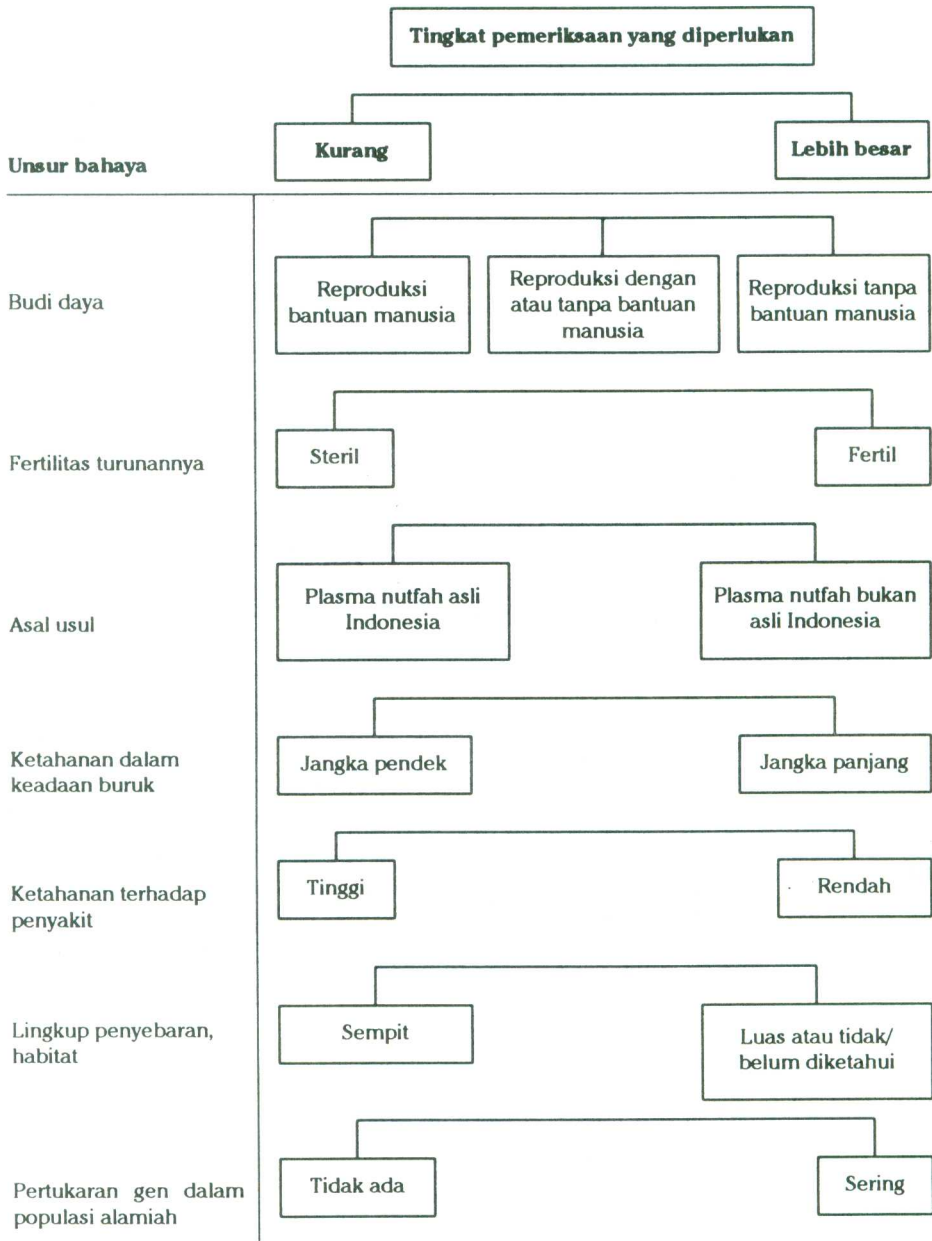 Tingkat pemeriksaan yang diperlukan
Kurang
Lebih besar
Unsur bahaya
Budi daya
Reproduksi
bantuan manusia
Reproduksi dengan
atau tanpa bantuan
manusia
Reproduksi tanpa
bantuan manusia
Fertilitas turunannya
Steril
Fertil
Asal usul
Plasma nutfah asli
Indonesia
Plasma nutfah bukan
asli Indonesia
Ketahanan dalam
keadaan buruk
Jangka pendek
Jangka panjang
Ketahanan terhadap
penyakit
Tinggi
Rendah
Lingkup penyebaran,
habitat
Sempit
Luas atau tidak/
belum diketahui
Pertukaran gen dalam
populasi alamiah
Tidak ada
Sering